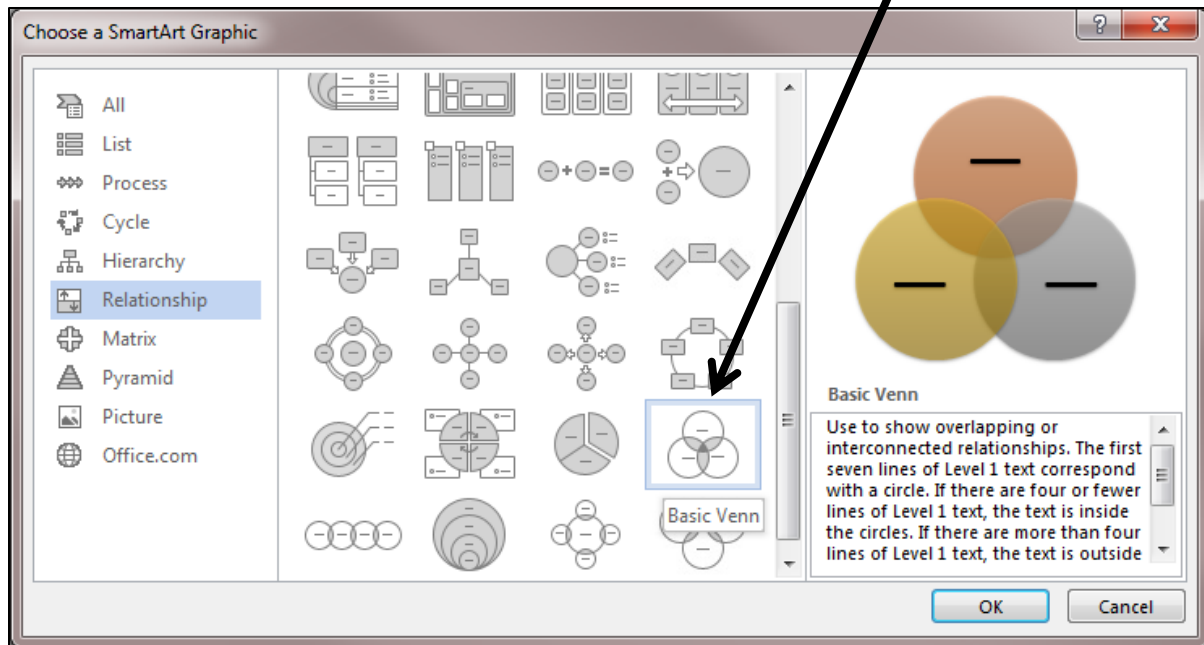 Choose a SmartArt Graphic
?
All
List
Process
Cycle
Hierarchy
Relationship
Matrix
Pyramid
Picture
Office.com
Basic Venn
Basic Venn
Use to show overlapping or
interconnected relationships. The first
seven lines of Level 1 text correspond
with a circle. If there are four or fewer
lines of Level 1 text, the text is inside
the circles. If there are more than four
lines of Level 1 text, the text is outside
OK
Cancel